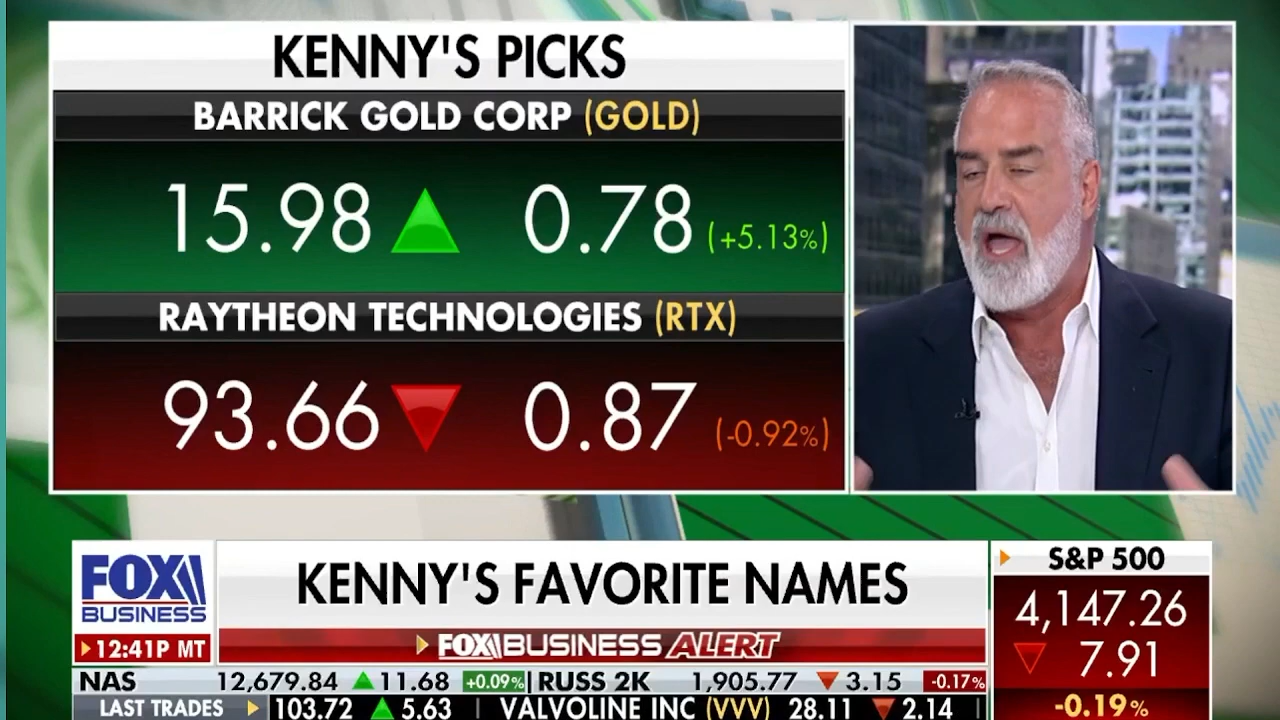 KENNY'S PICKS
BARRICK GOLD CORP (GOLD)
15.98 ▲ 0.78 (+5.13%)
RAYTHEON TECHNOLOGIES (RTX)
93.66 ▼ 0.87 (-0.92%)
FOX BUSINESS
12:41P MT
KENNY'S FAVORITE NAMES
FOX BUSINESS ALERT
S&P 500
4,147.26
▼ 7.91
-0.19%
NAS 12,679.84 ▲ 11.68 +0.09% | RUSS 2K 1,905.77 ▼ 3.15 -0.17%
LAST TRADES 103.72 ▲ 5.63 | VALVOLINE INC (VVV) 28.11 ▼ 2.14